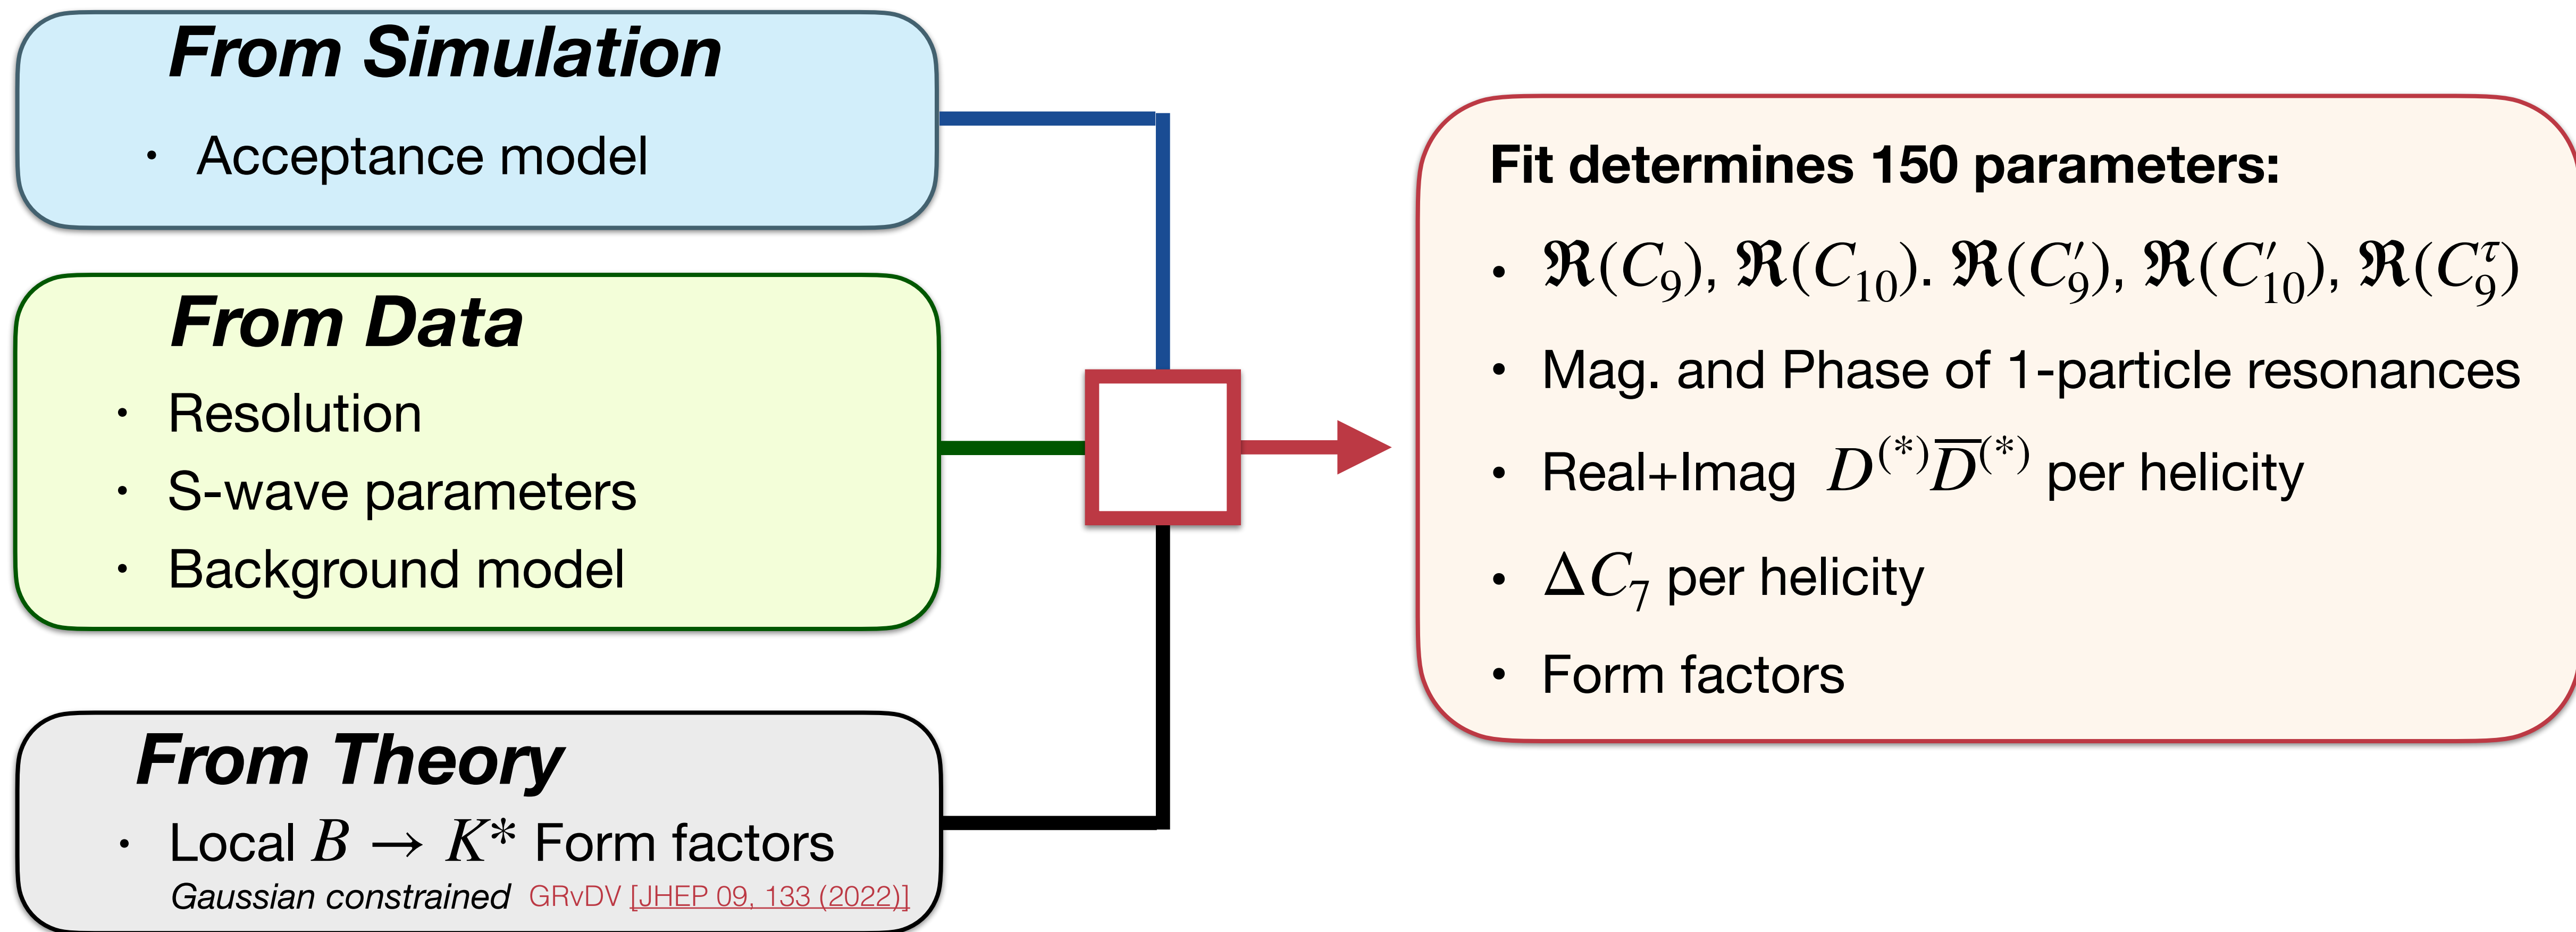 From Simulation
• Acceptance model
From Data
• Resolution
• S-wave parameters
• Background model
From Theory
• Local B → K* Form factors
Gaussian constrained GRvDV [JHEP 09, 133 (2022)]
Fit determines 150 parameters:
• ℜ(C₉), ℜ(C₁₀). ℜ(C′₉), ℜ(C′₁₀), ℜ(C₉^τ)
• Mag. and Phase of 1-particle resonances
• Real+Imag D⁽*⁾D̅⁽*⁾ per helicity
• ΔC₇ per helicity
• Form factors